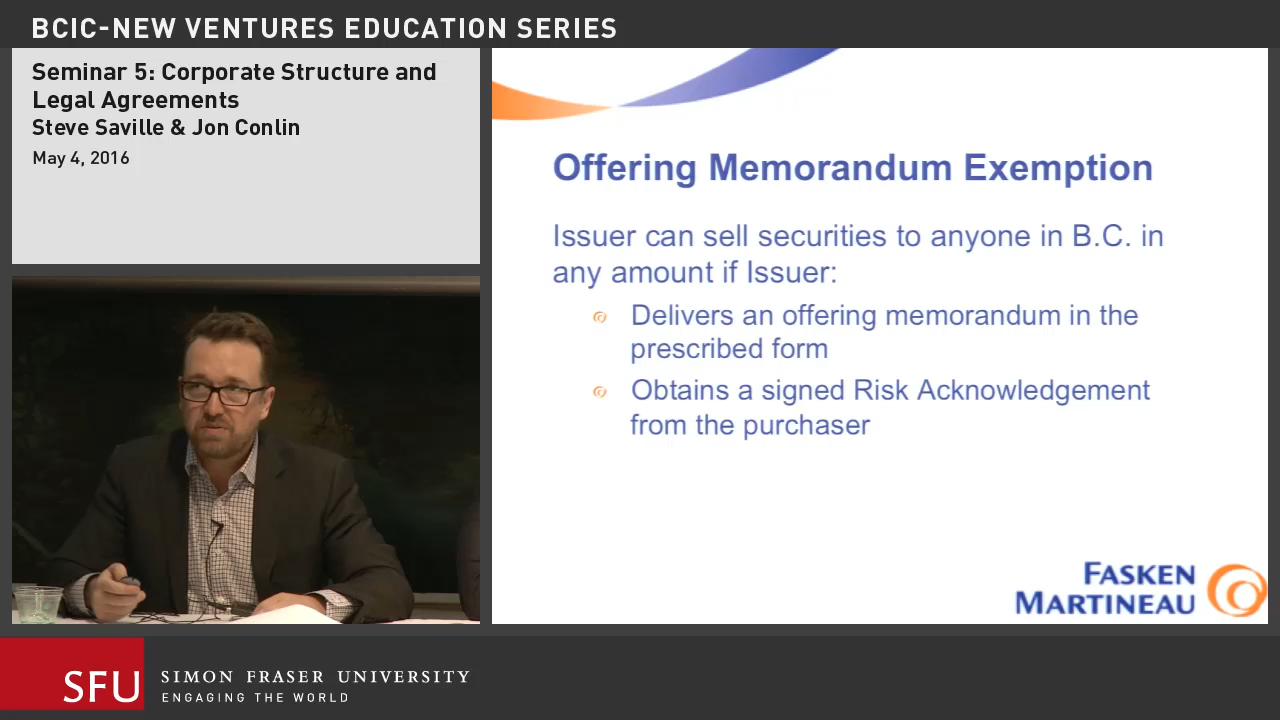 BCIC-NEW VENTURES EDUCATION SERIES
Seminar 5: Corporate Structure and
Legal Agreements
Steve Saville & Jon Conlin
May 4, 2016
Offering Memorandum Exemption
Issuer can sell securities to anyone in B.C. in
any amount if Issuer:
Delivers an offering memorandum in the
prescribed form
Obtains a signed Risk Acknowledgement
from the purchaser
FASKEN
MARTINEAU
SFU
SIMON FRASER UNIVERSITY
ENGAGING THE WORLD